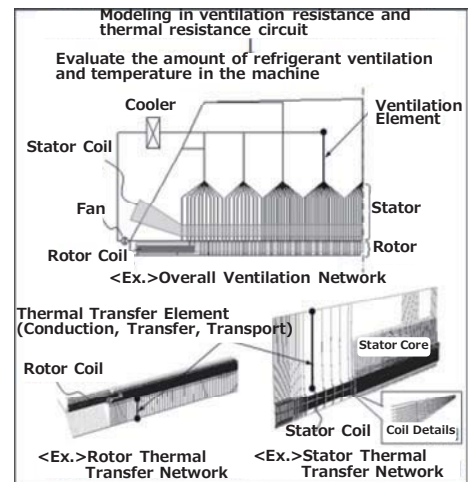 Modeling in ventilation resistance and
thermal resistance circuit
Evaluate the amount of refrigerant ventilation
and temperature in the machine
Cooler
Ventilation
Element
Stator Coil
Fan
Stator
Rotor Coil
Rotor
<Ex.>Overall Ventilation Network
Thermal Transfer Element
(Conduction, Transfer, Transport)
Rotor Coil
Stator Core
Stator Coil
Coil Details
<Ex.>Rotor Thermal
Transfer Network
<Ex.>Stator Thermal
Transfer Network